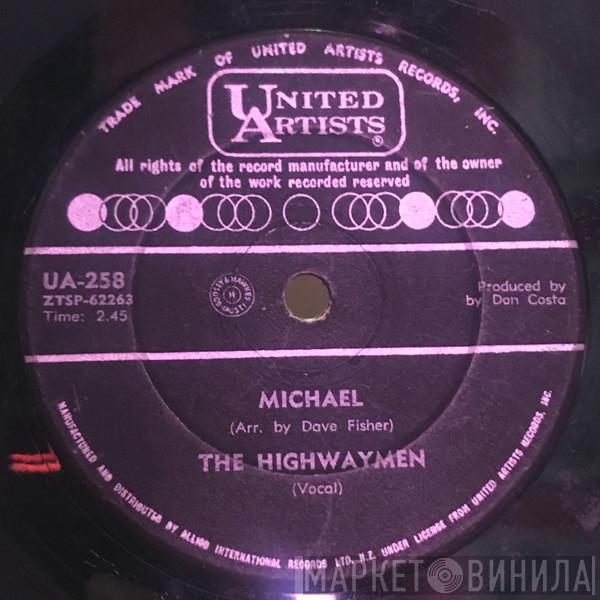 TRADE MARK OF UNITED ARTISTS RECORDS, INC.
UNITED
ARTISTS
®
All rights of the record manufacturer and of the owner
of the work recorded reserved
UA-258
ZTSP-62263
Time: 2.45
BOOSEY & HAWKES
(AUST)
H
Produced by
by Don Costa
MICHAEL
(Arr. by Dave Fisher)
THE HIGHWAYMEN
(Vocal)
MANUFACTURED AND DISTRIBUTED BY ALLIED INTERNATIONAL RECORDS LTD. N.Z. UNDER LICENSE FROM UNITED ARTISTS RECORDS, INC.
МАРКЕТ ВИНИЛА